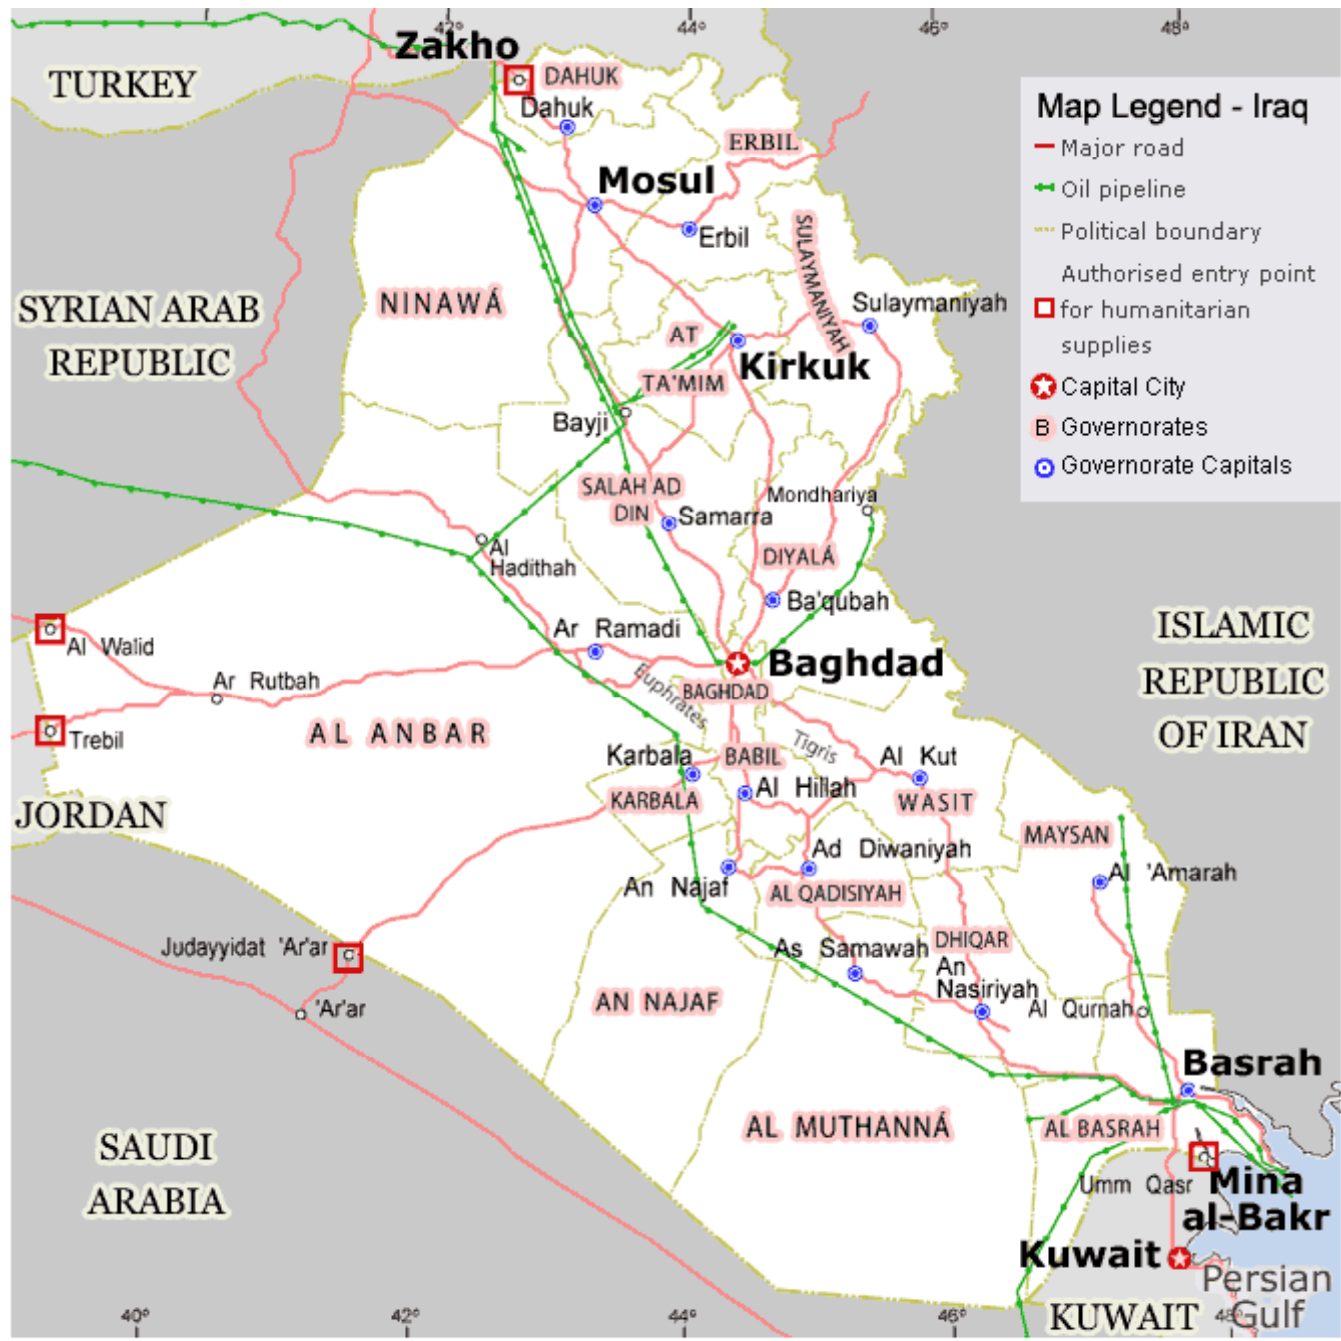 42°
44°
46°
48°
Zakho
TURKEY
DAHUK
Dahuk
ERBIL
Mosul
Erbil
SULAYMANIYAH
Sulaymaniyah
NINAWÁ
SYRIAN ARAB
REPUBLIC
AT
TA'MIM
Kirkuk
Bayji
SALAH AD
DIN
Samarra
Mondhariya
DIYALÁ
Al
Hadithah
Ba'qubah
Ar Ramadi
Baghdad
BAGHDAD
Al Walid
Ar Rutbah
Trebil
AL ANBAR
Euphrates
Tigris
Karbala
BABIL
Al Kut
KARBALA
Al Hillah
WASIT
JORDAN
MAYSAN
Ad Diwaniyah
Al 'Amarah
An Najaf
AL QADISIYAH
Judayyidat 'Ar'ar
'Ar'ar
As Samawah
DHIQAR
An
Nasiriyah
Al Qurnah
AN NAJAF
Basrah
AL MUTHANNÁ
AL BASRAH
SAUDI
ARABIA
Umm Qasr
Mina
al-Bakr
Kuwait
Persian
Gulf
KUWAIT
40°
42°
44°
46°
48°
ISLAMIC
REPUBLIC
OF IRAN
Map Legend - Iraq
Major road
Oil pipeline
Political boundary
Authorised entry point
for humanitarian
supplies
Capital City
B Governorates
Governorate Capitals